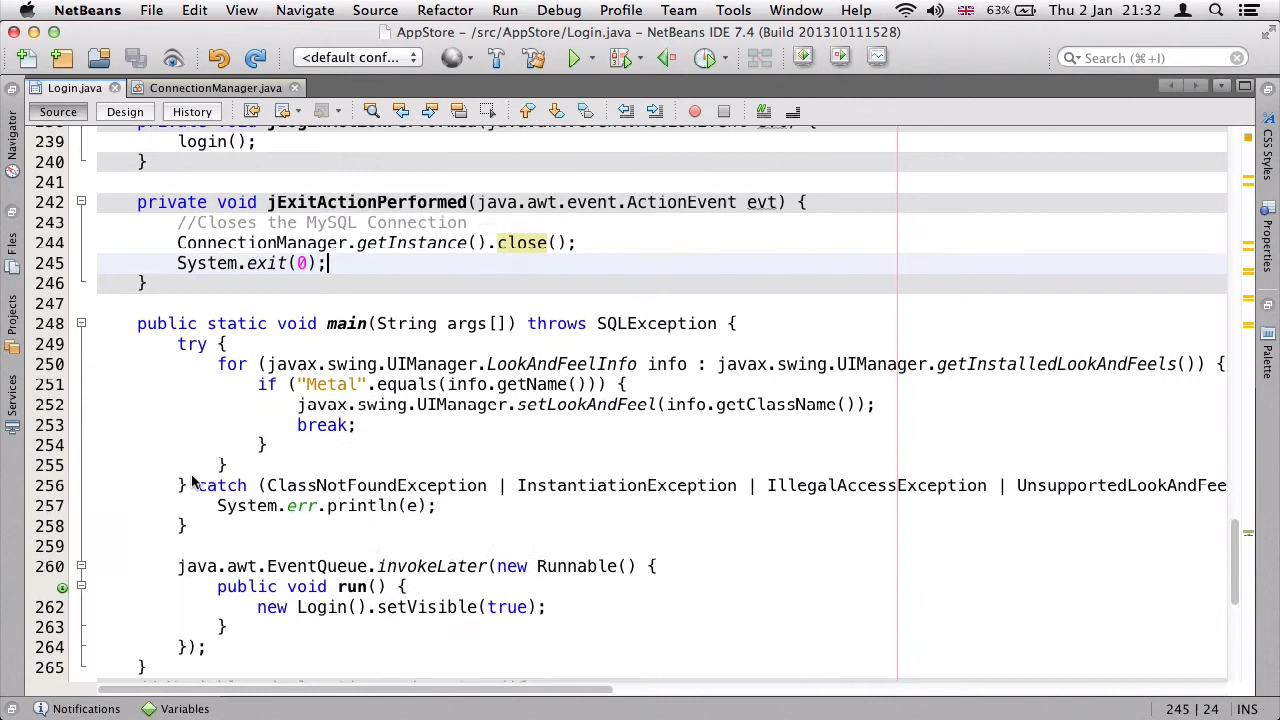 NetBeans File Edit View Navigate Source Refactor Run Debug Profile Team Tools Window Help 63% Thu 2 Jan 21:32
AppStore - /src/AppStore/Login.java - NetBeans IDE 7.4 (Build 201310111528)
<default conf... Search (⌘+I)
Login.java ConnectionManager.java
Source Design History
239 login();
240 }
241
242 private void jExitActionPerformed(java.awt.event.ActionEvent evt) {
243 //Closes the MySQL Connection
244 ConnectionManager.getInstance().close();
245 System.exit(0);
246 }
247
248 public static void main(String args[]) throws SQLException {
249 try {
250 for (javax.swing.UIManager.LookAndFeelInfo info : javax.swing.UIManager.getInstalledLookAndFeels()) {
251 if ("Metal".equals(info.getName())) {
252 javax.swing.UIManager.setLookAndFeel(info.getClassName());
253 break;
254 }
255 }
256 } catch (ClassNotFoundException | InstantiationException | IllegalAccessException | UnsupportedLookAndFee
257 System.err.println(e);
258 }
259
260 java.awt.EventQueue.invokeLater(new Runnable() {
public void run() {
262 new Login().setVisible(true);
263 }
264 });
265 }
Navigator
Files
Projects
Services
CSS Styles
Properties
Palette
Notifications Variables 245 | 24 INS